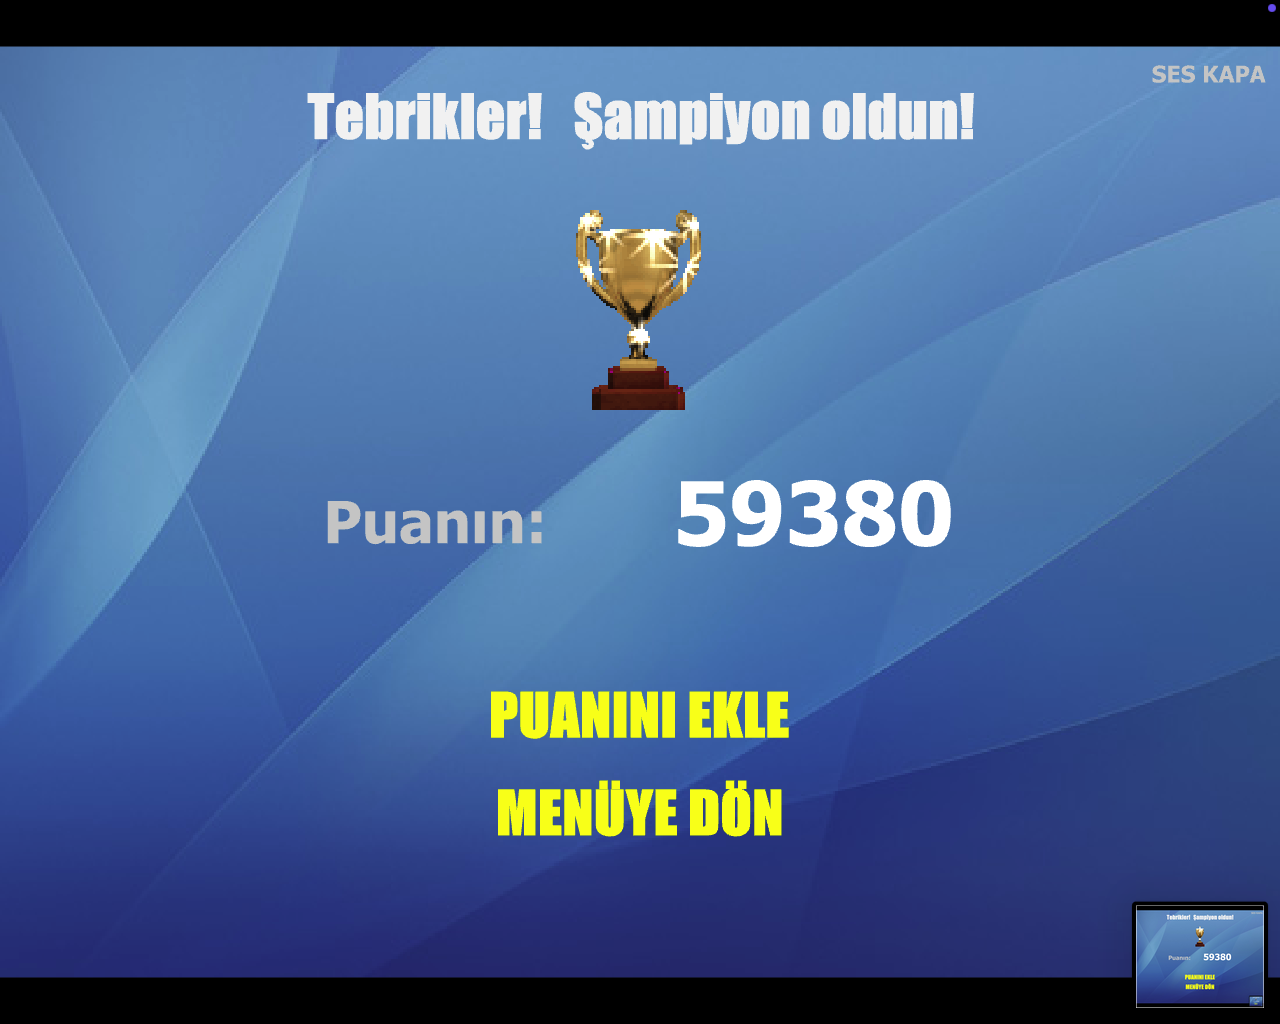 SES KAPA
Tebrikler! Şampiyon oldun!
Puanın: 59380
PUANINI EKLE
MENÜYE DÖN
Tebrikler! Şampiyon oldun!
Puanın: 59380
PUANINI EKLE
MENÜYE DÖN